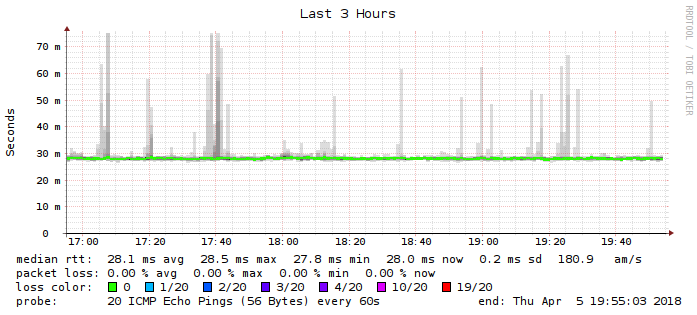 Last 3 Hours
RRDTOOL / TOBI OETIKER
Seconds
70 m
60 m
50 m
40 m
30 m
20 m
10 m
0
17:00 17:20 17:40 18:00 18:20 18:40 19:00 19:20 19:40
median rtt: 28.1 ms avg 28.5 ms max 27.8 ms min 28.0 ms now 0.2 ms sd 180.9 am/s
packet loss: 0.00 % avg 0.00 % max 0.00 % min 0.00 % now
loss color: 0 1/20 2/20 3/20 4/20 10/20 19/20
probe: 20 ICMP Echo Pings (56 Bytes) every 60s end: Thu Apr 5 19:55:03 2018